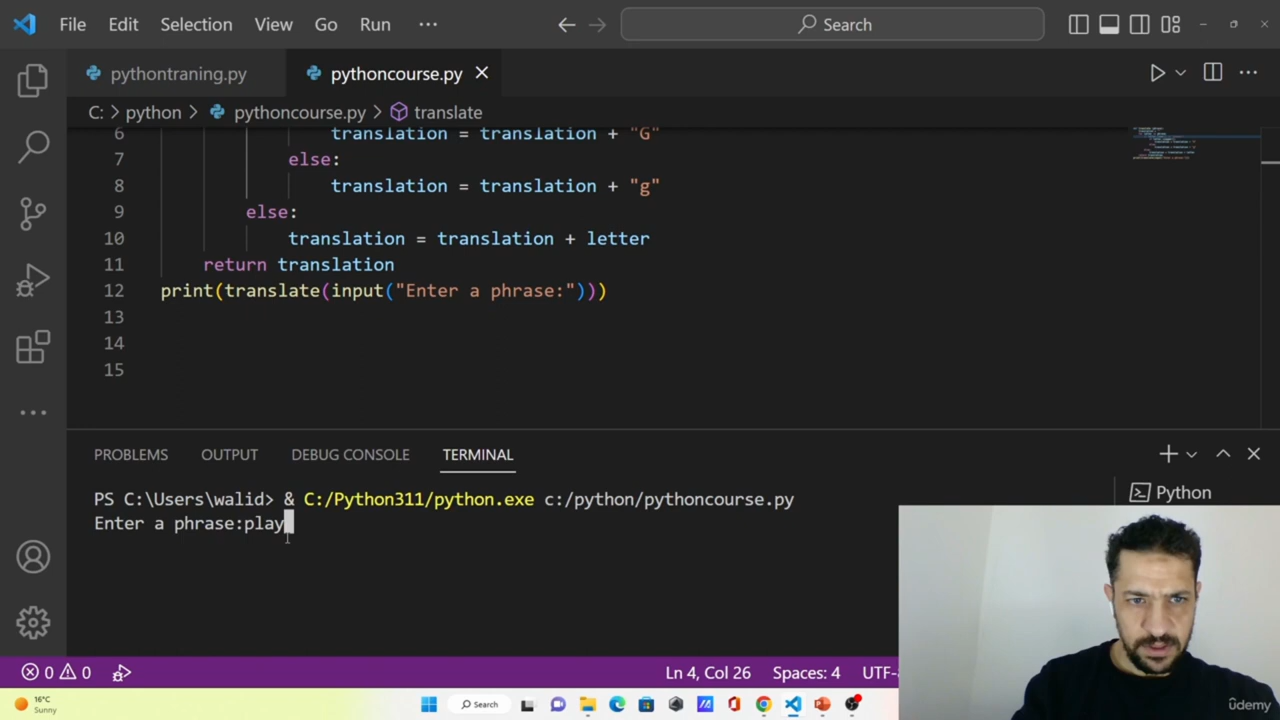 File Edit Selection View Go Run ··· Search
pythontraning.py pythoncourse.py
C: > python > pythoncourse.py > translate
6 translation = translation + "G"
7 else:
8 translation = translation + "g"
9 else:
10 translation = translation + letter
11 return translation
12 print(translate(input("Enter a phrase:")))
13
14
15
PROBLEMS OUTPUT DEBUG CONSOLE TERMINAL
PS C:\Users\walid> & C:/Python311/python.exe c:/python/pythoncourse.py
Python
Enter a phrase:play
0 0 Ln 4, Col 26 Spaces: 4 UTF-
16°C
Sunny
Search
udemy